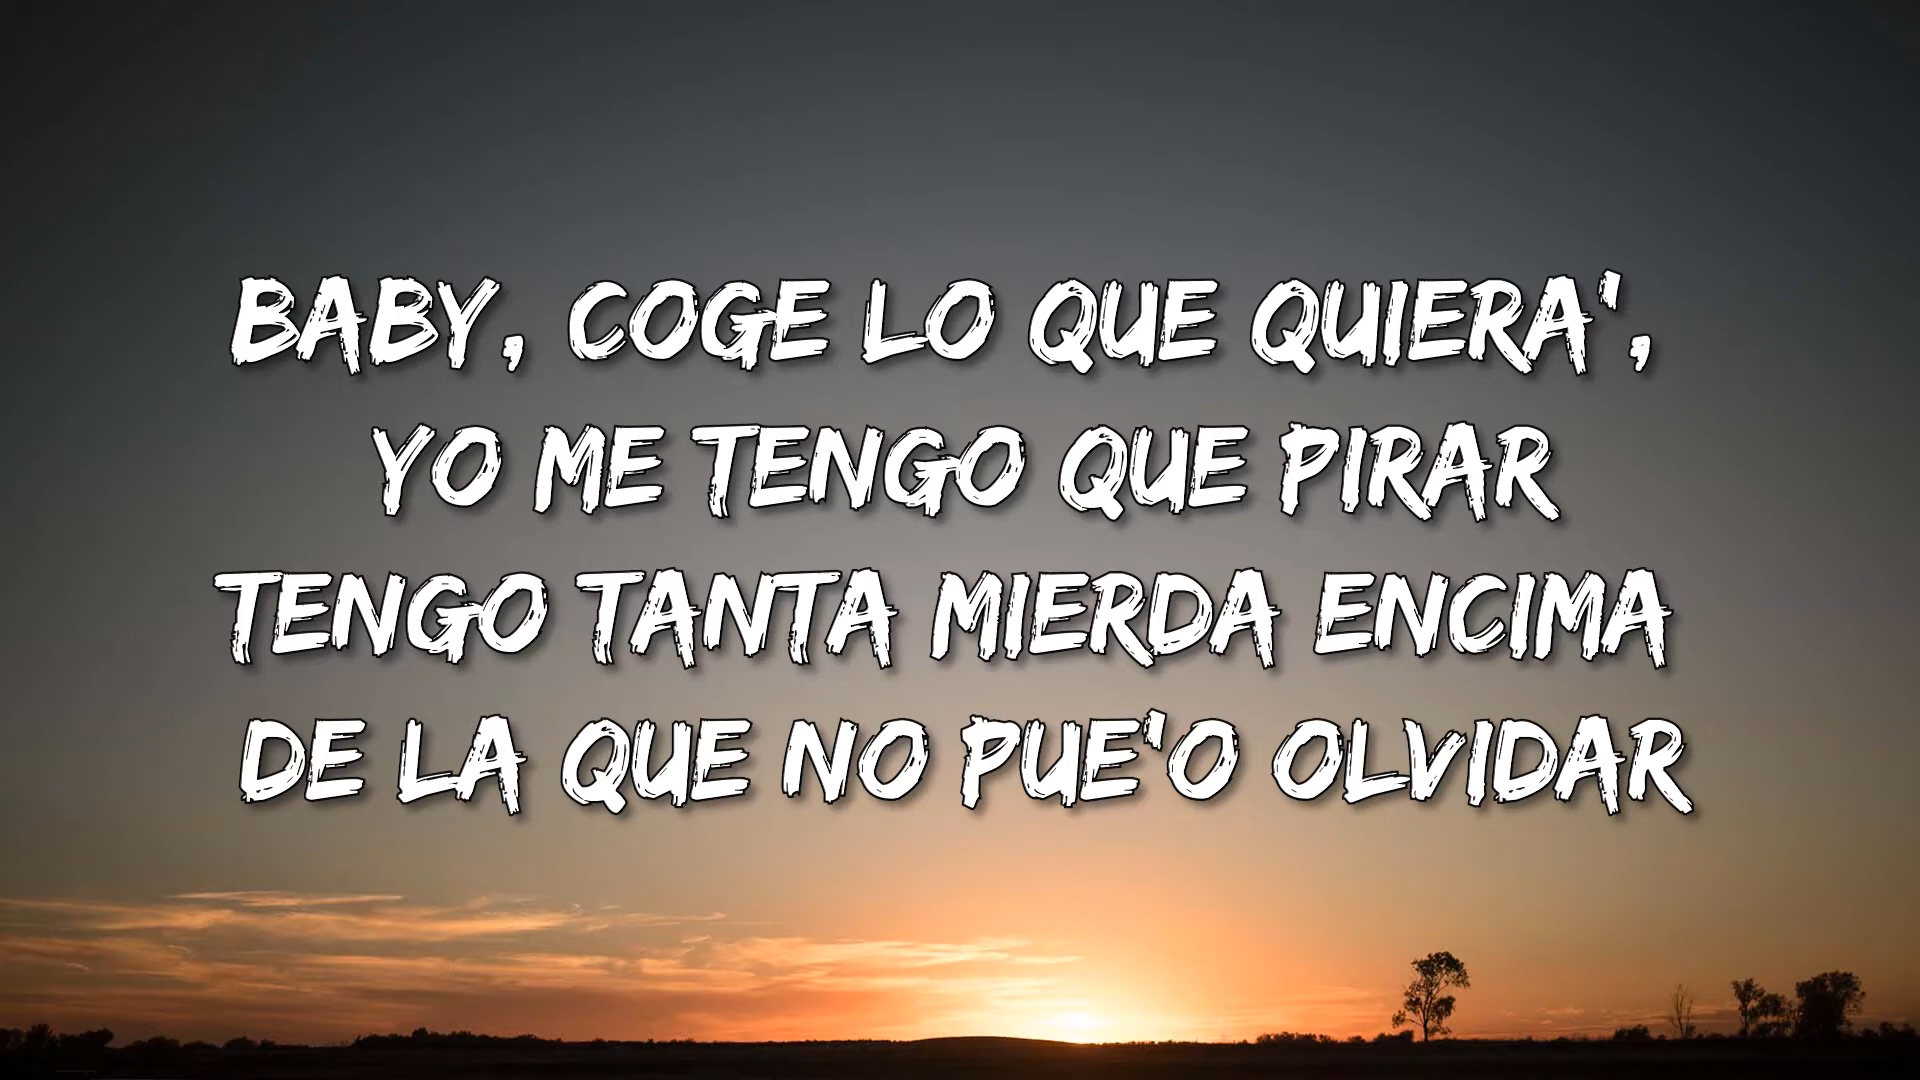 BABY, COGE LO QUE QUIERA',
YO ME TENGO QUE PIRAR
TENGO TANTA MIERDA ENCIMA
DE LA QUE NO PUE'O OLVIDAR